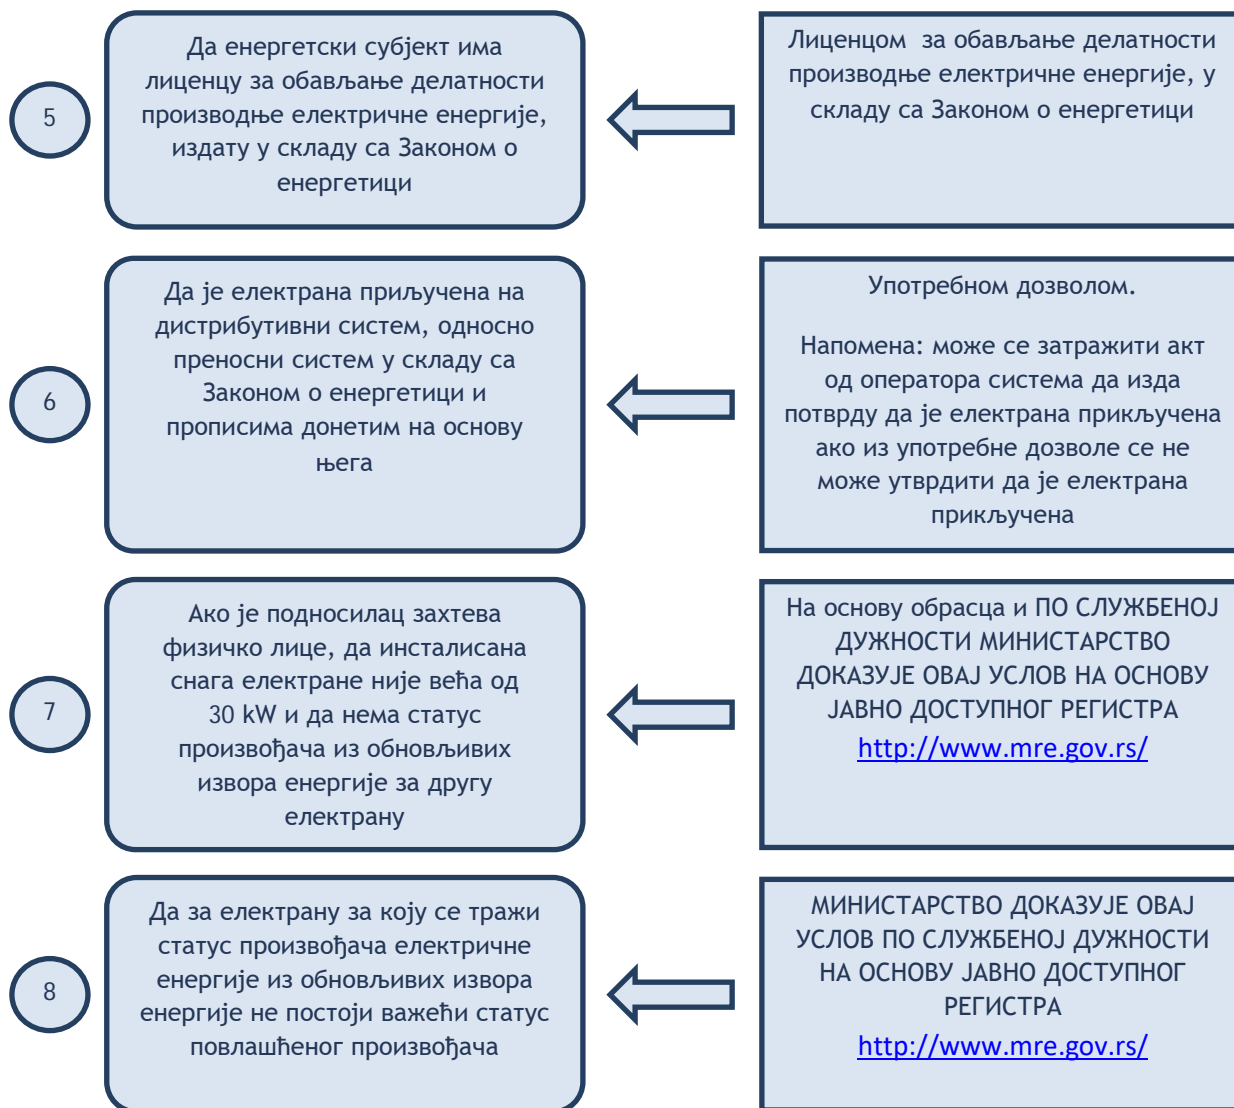 5
Да енергетски субјект има
лиценцу за обављање делатности
производње електричне енергије,
издату у складу са Законом о
енергетици
Лиценцом за обављање делатности
производње електричне енергије, у
складу са Законом о енергетици
6
Да је електрана приључена на
дистрибутивни систем, односно
преносни систем у складу са
Законом о енергетици и
прописима донетим на основу
њега
Употребном дозволом.
Напомена: може се затражити акт
од оператора система да изда
потврду да је електрана прикључена
ако из употребне дозволе се не
може утврдити да је електрана
прикључена
7
Ако је подносилац захтева
физичко лице, да инсталисана
снага електране није већа од
30 kW и да нема статус
произвођача из обновљивих
извора енергије за другу
електрану
На основу обрасца и ПО СЛУЖБЕНОЈ
ДУЖНОСТИ МИНИСТАРСТВО
ДОКАЗУЈЕ ОВАЈ УСЛОВ НА ОСНОВУ
ЈАВНО ДОСТУПНОГ РЕГИСТРА
http://www.mre.gov.rs/
8
Да за електрану за коју се тражи
статус произвођача електричне
енергије из обновљивих извора
енергије не постоји важећи статус
повлашћеног произвођача
МИНИСТАРСТВО ДОКАЗУЈЕ ОВАЈ
УСЛОВ ПО СЛУЖБЕНОЈ ДУЖНОСТИ
НА ОСНОВУ ЈАВНО ДОСТУПНОГ
РЕГИСТРА
http://www.mre.gov.rs/